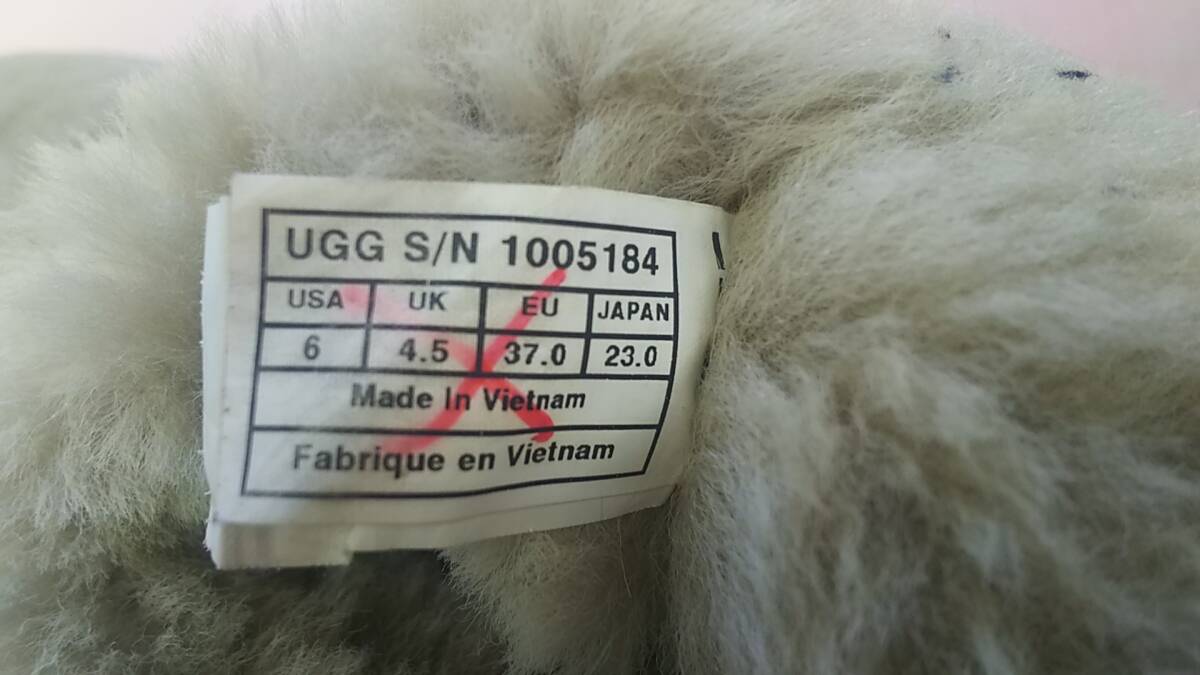 UGG S/N 1005184
USA UK EU JAPAN
6 4.5 37.0 23.0
Made In Vietnam
Fabrique en Vietnam